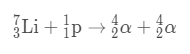 ⁷₃Li + ¹₁p → ⁴₂α + ⁴₂α